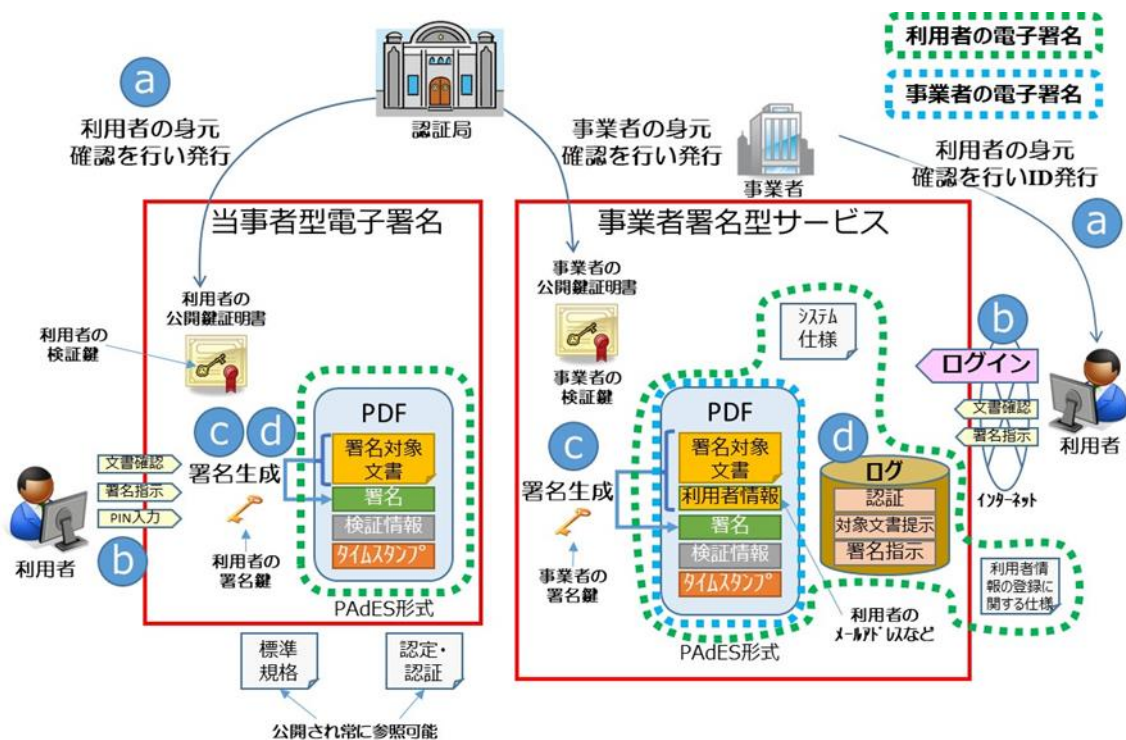 利用者の電子署名
事業者の電子署名
a
利用者の身元
確認を行い発行
認証局
事業者の身元
確認を行い発行
事業者
利用者の身元
確認を行いID発行
a
当事者型電子署名
利用者の
公開鍵証明書
利用者の
検証鍵
c
d
署名生成
利用者の
署名鍵
文書確認
署名指示
PIN入力
利用者
b
PDF
署名対象
文書
署名
検証情報
タイムスタンプ
PAdES形式
標準
規格
認定・
認証
公開され常に参照可能
事業者署名型サービス
事業者の
公開鍵証明書
事業者の
検証鍵
c
署名生成
事業者の
署名鍵
PDF
署名対象
文書
利用者情報
署名
検証情報
タイムスタンプ
PAdES形式
システム
仕様
d
ログ
認証
対象文書提示
署名指示
利用者の
メールアドレスなど
b
ログイン
文書確認
署名指示
インターネット
利用者
利用者情
報の登録に
関する仕様